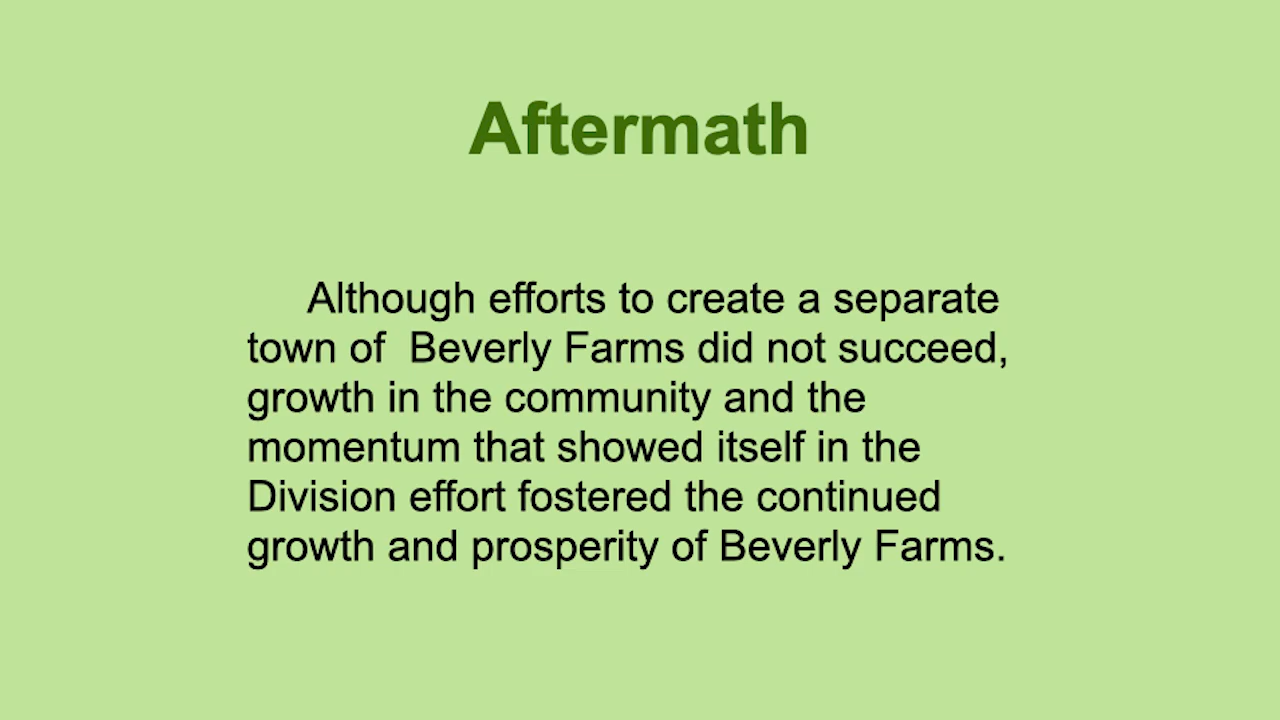 Aftermath
Although efforts to create a separate
town of  Beverly Farms did not succeed,
growth in the community and the
momentum that showed itself in the
Division effort fostered the continued
growth and prosperity of Beverly Farms.